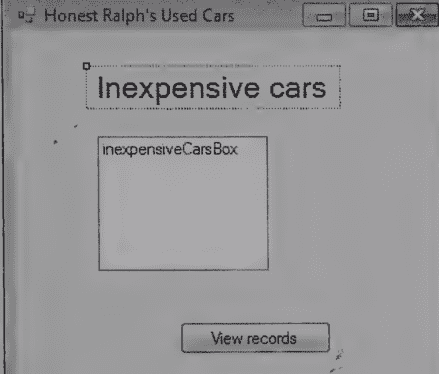 Honest Ralph's Used Cars
Inexpensive cars
inexpensiveCarsBox
View records